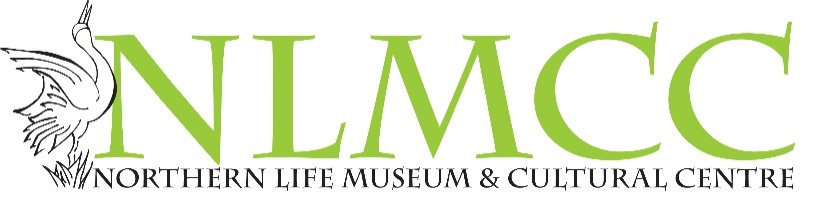 NLMCC
NORTHERN LIFE MUSEUM & CULTURAL CENTRE